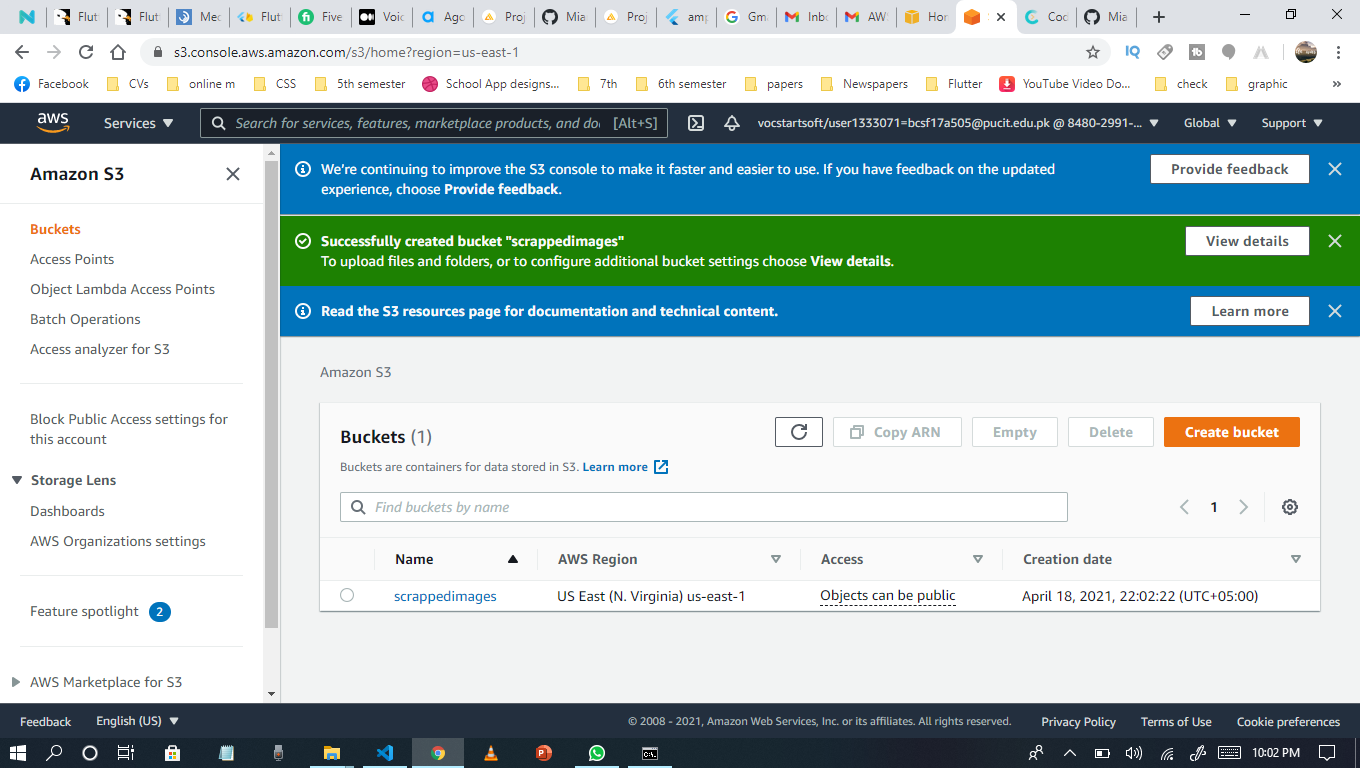 Flutt
Flutt
Mec
Flutt
Five
Voic
Ago
Proj
Mia
Proj
amp
Gm
Inbo
AW
Hor
S
Cod
Mia
s3.console.aws.amazon.com/s3/home?region=us-east-1
IQ
tb
Facebook
CVs
online m
CSS
5th semester
School App designs...
7th
6th semester
papers
Newspapers
Flutter
YouTube Video Do...
check
graphic
»
aws
Services
Search for services, features, marketplace products, and doc
[Alt+S]
vocstartsoft/user1333071=bcsf17a505@pucit.edu.pk @ 8480-2991-...
Global
Support
Amazon S3
Buckets
Access Points
Object Lambda Access Points
Batch Operations
Access analyzer for S3
Block Public Access settings for
this account
Storage Lens
Dashboards
AWS Organizations settings
Feature spotlight 2
AWS Marketplace for S3
We're continuing to improve the S3 console to make it faster and easier to use. If you have feedback on the updated
experience, choose Provide feedback.
Provide feedback
Successfully created bucket "scrappedimages"
To upload files and folders, or to configure additional bucket settings choose View details.
View details
Read the S3 resources page for documentation and technical content.
Learn more
Amazon S3
Buckets (1)
Copy ARN
Empty
Delete
Create bucket
Buckets are containers for data stored in S3. Learn more
Find buckets by name
1
Name
AWS Region
Access
Creation date
scrappedimages
US East (N. Virginia) us-east-1
Objects can be public
April 18, 2021, 22:02:22 (UTC+05:00)
Feedback
English (US)
© 2008 - 2021, Amazon Web Services, Inc. or its affiliates. All rights reserved.
Privacy Policy
Terms of Use
Cookie preferences
10:02 PM